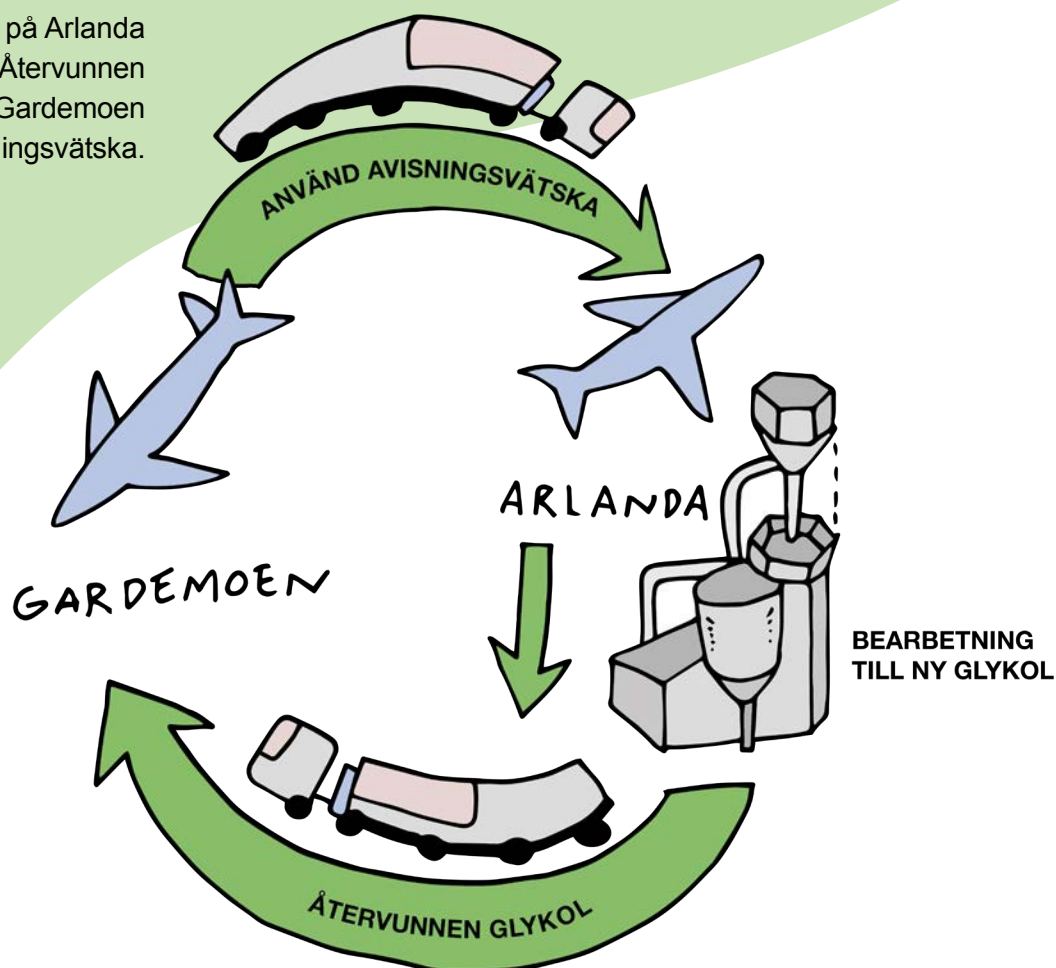 på Arlanda
Återvunnen
Gardemoen
ingsvätska.
ANVÄND AVISNINGSVÄTSKA
ARLANDA
GARDEMOEN
BEARBETNING
TILL NY GLYKOL
ÅTERVUNNEN GLYKOL